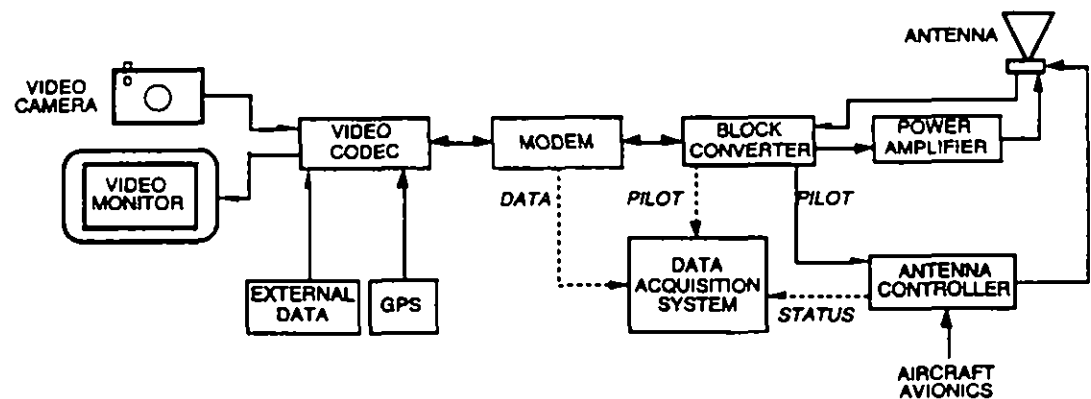 ANTENNA
VIDEO
CAMERA
VIDEO
CODEC
MODEM
BLOCK
CONVERTER
POWER
AMPLIFIER
VIDEO
MONITOR
DATA
PILOT
PILOT
EXTERNAL
DATA
GPS
DATA
ACQUISITION
SYSTEM
STATUS
ANTENNA
CONTROLLER
AIRCRAFT
AVIONICS